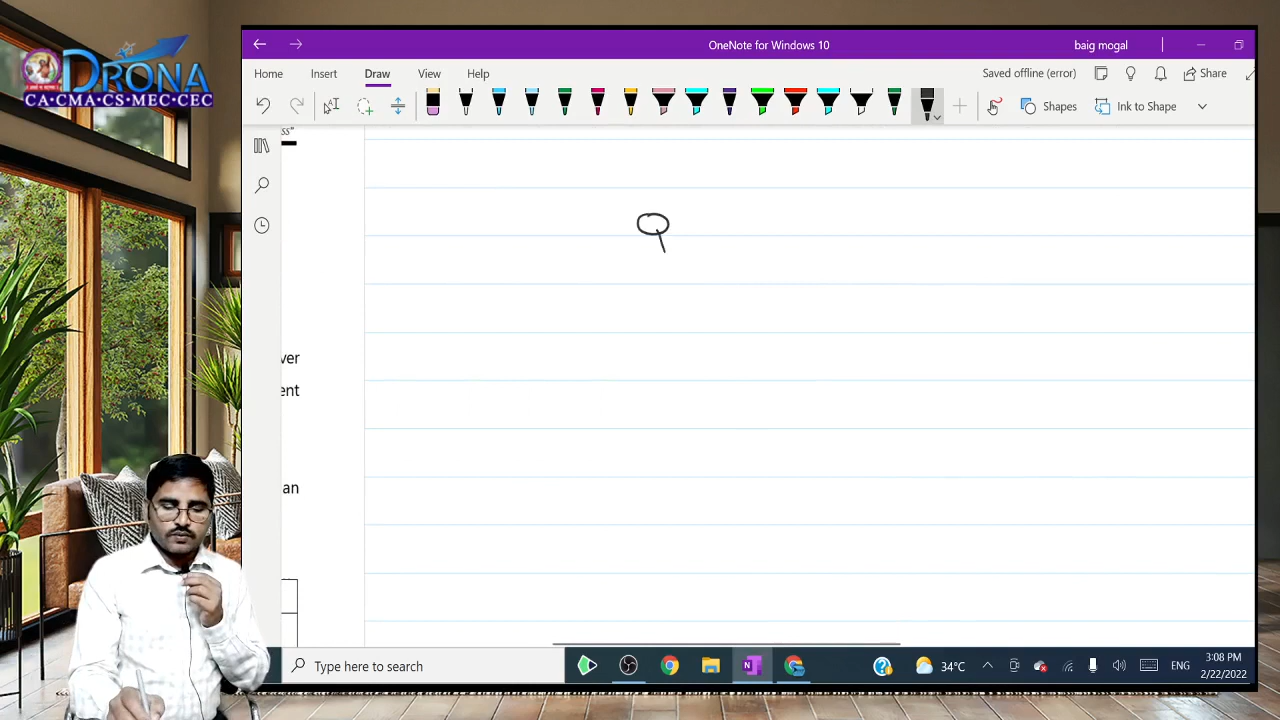 DRONA
CA•CMA•CS•MEC•CEC
OneNote for Windows 10
baig mogal
Home Insert Draw View Help
Saved offline (error)
Share
Shapes
Ink to Shape
ss"
ver
ent
an
Type here to search
34°C
ENG
3:08 PM
2/22/2022